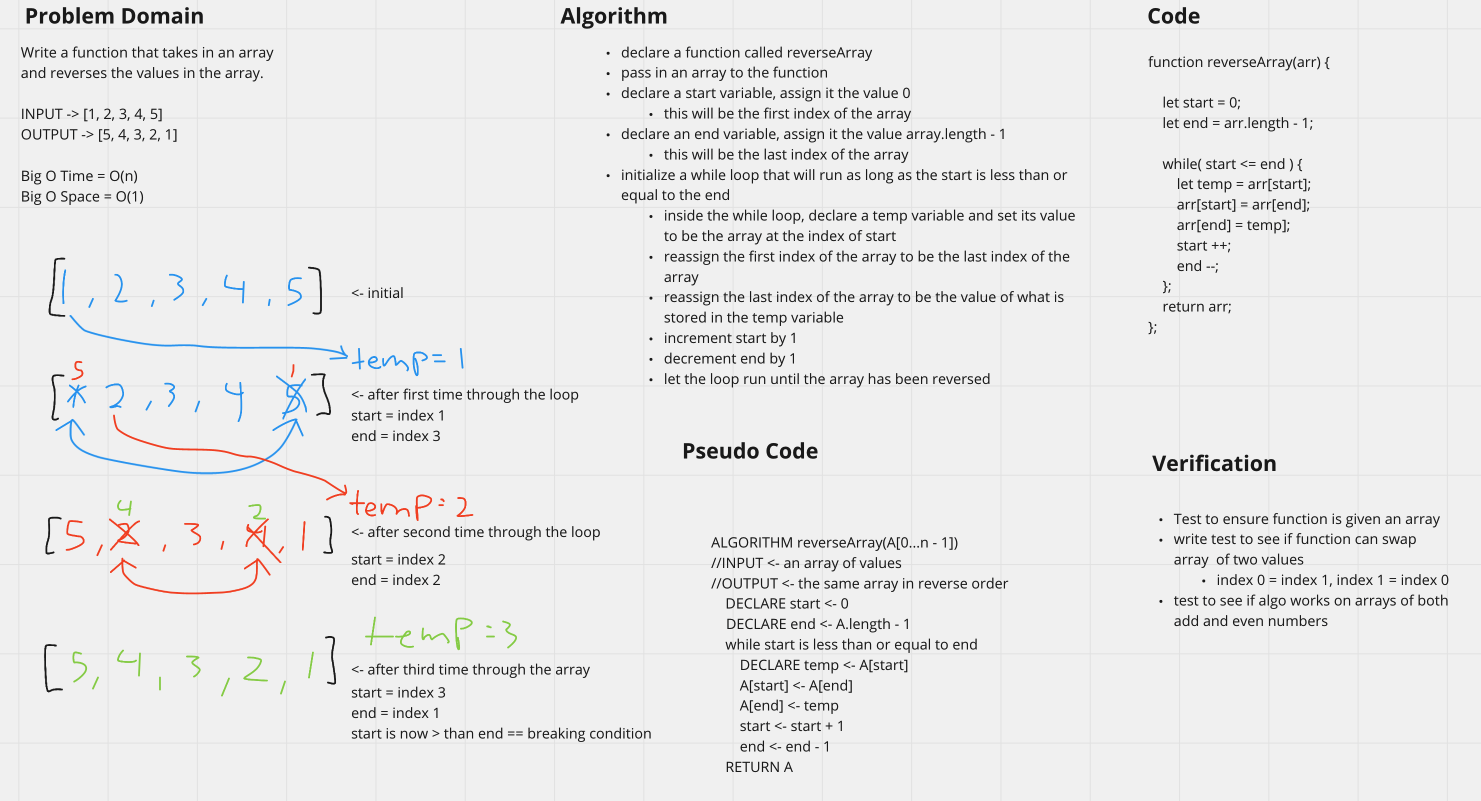 Problem Domain
Write a function that takes in an array
and reverses the values in the array.
INPUT -> [1, 2, 3, 4, 5]
OUTPUT -> [5, 4, 3, 2, 1]
Big O Time = O(n)
Big O Space = O(1)
[1, 2, 3, 4, 5]
<- initial
temp= 1
5 1
[* 2, 3, 4 5]
<- after first time through the loop
start = index 1
end = index 3
temp=2
4 2
[5, 2, 3, 4, 1]
<- after second time through the loop
start = index 2
end = index 2
temp=3
[5, 4, 3, 2, 1]
<- after third time through the array
start = index 3
end = index 1
start is now > than end == breaking condition
Algorithm
• declare a function called reverseArray
• pass in an array to the function
• declare a start variable, assign it the value 0
• this will be the first index of the array
• declare an end variable, assign it the value array.length - 1
• this will be the last index of the array
• initialize a while loop that will run as long as the start is less than or
equal to the end
• inside the while loop, declare a temp variable and set its value
to be the array at the index of start
• reassign the first index of the array to be the last index of the
array
• reassign the last index of the array to be the value of what is
stored in the temp variable
• increment start by 1
• decrement end by 1
• let the loop run until the array has been reversed
Pseudo Code
ALGORITHM reverseArray(A[0...n - 1])
//INPUT <- an array of values
//OUTPUT <- the same array in reverse order
DECLARE start <- 0
DECLARE end <- A.length - 1
while start is less than or equal to end
DECLARE temp <- A[start]
A[start] <- A[end]
A[end] <- temp
start <- start + 1
end <- end - 1
RETURN A
Code
function reverseArray(arr) {
let start = 0;
let end = arr.length - 1;
while( start <= end ) {
let temp = arr[start];
arr[start] = arr[end];
arr[end] = temp];
start ++;
end --;
};
return arr;
};
Verification
• Test to ensure function is given an array
• write test to see if function can swap
array of two values
• index 0 = index 1, index 1 = index 0
• test to see if algo works on arrays of both
add and even numbers